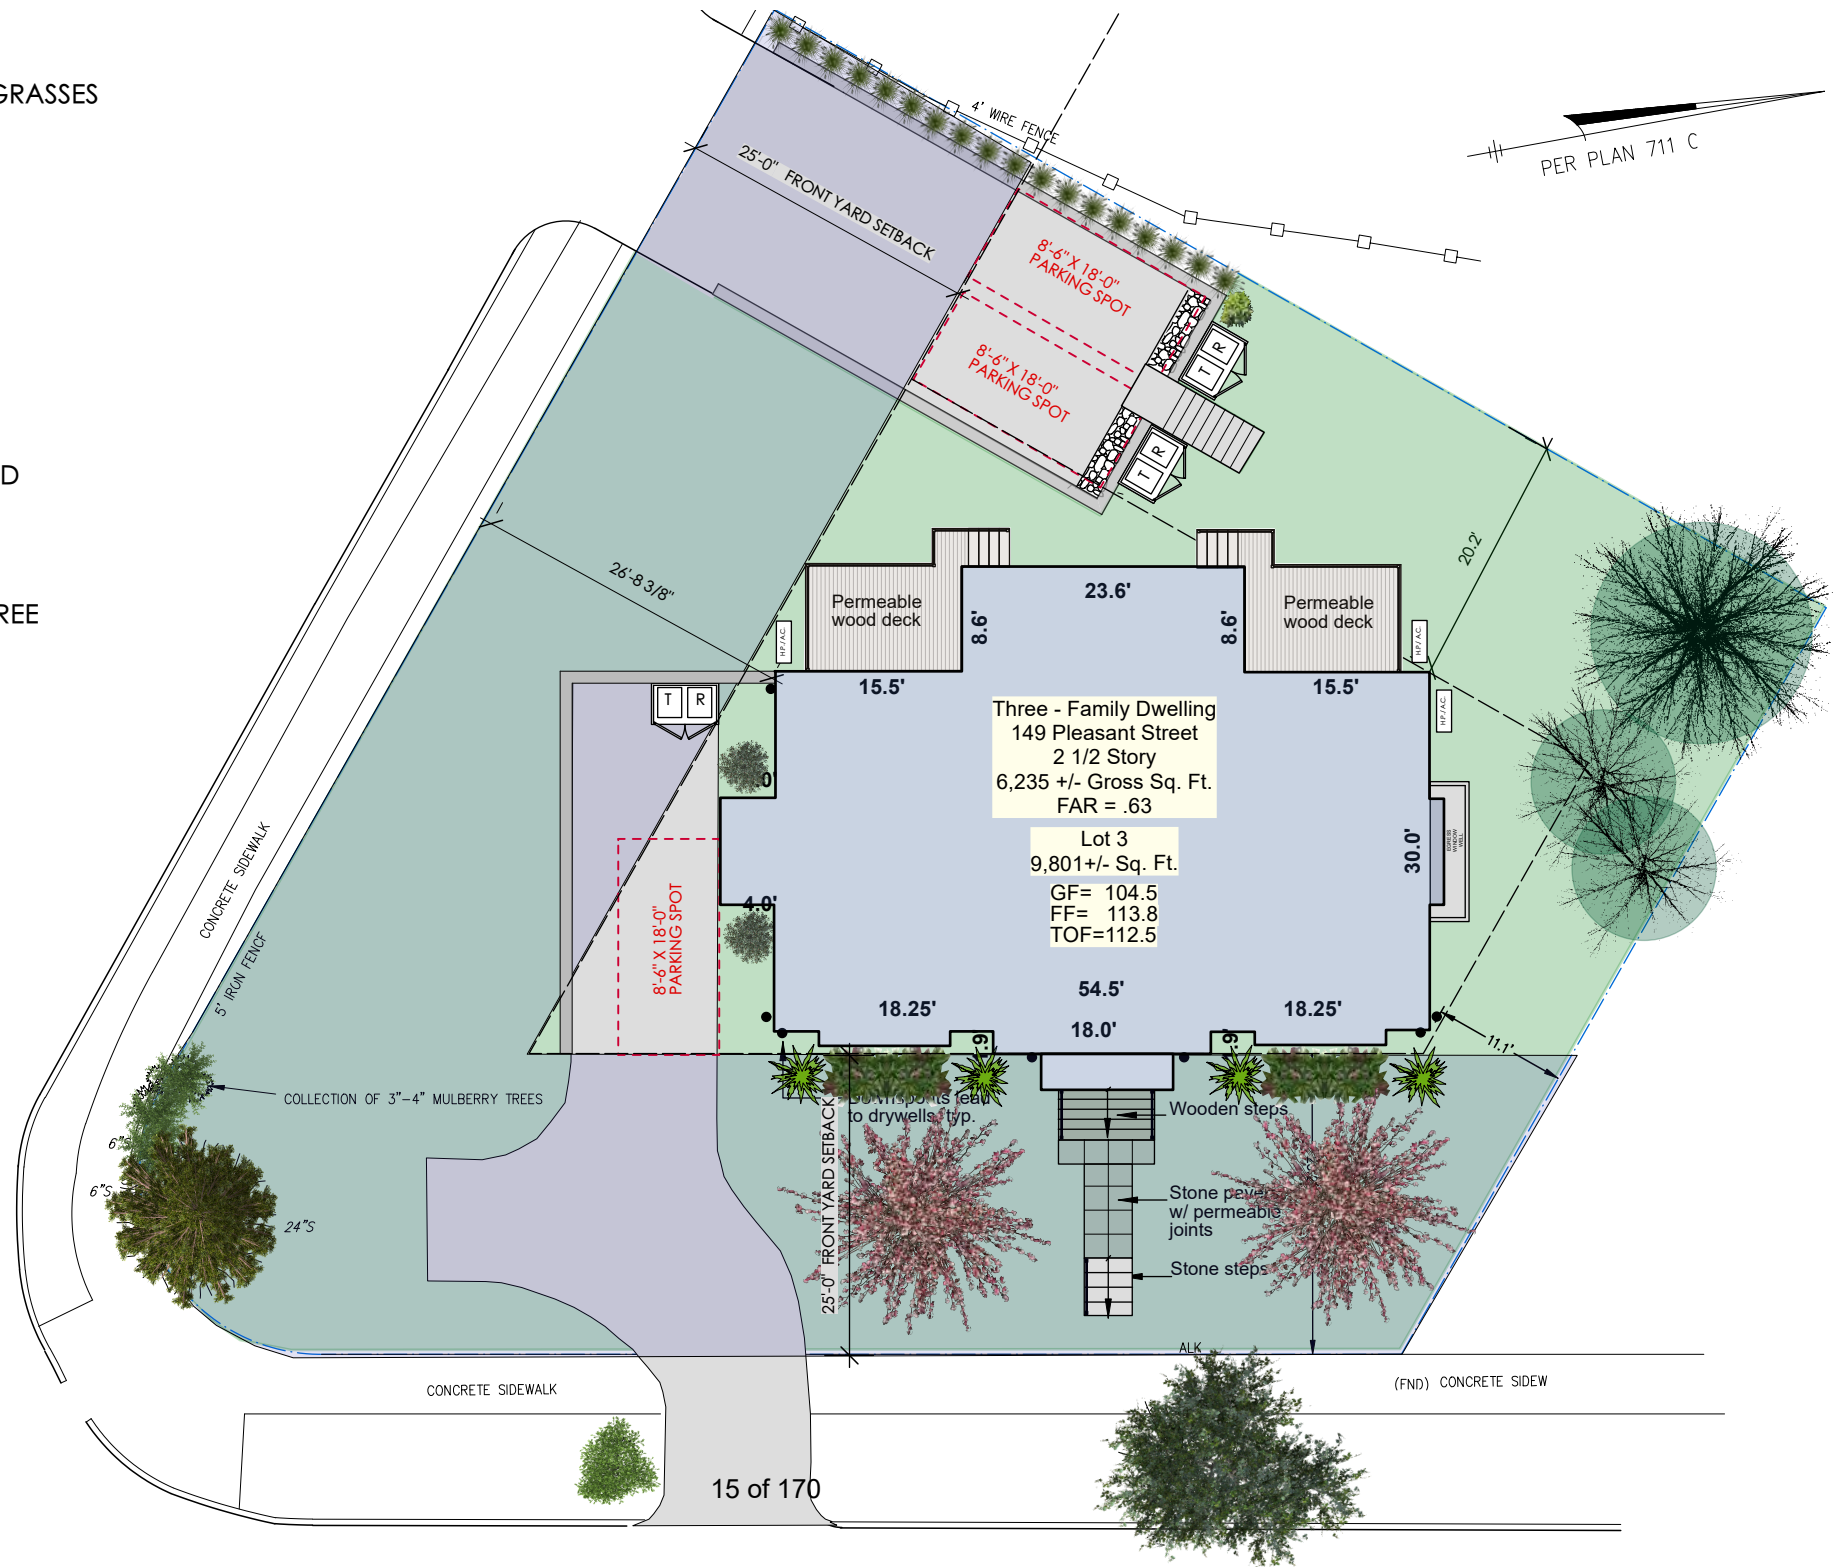 GRASSES
4' WIRE FENCE
PER PLAN 711 C
25'-0" FRONT YARD SETBACK
8'-6" X 18'-0"
PARKING SPOT
8'-6" X 18'-0"
PARKING SPOT
T R
T R
D
REE
20.2'
26'-8 3/8"
Permeable
wood deck
23.6'
Permeable
wood deck
8.6'
8.6'
H.P./ A.C.
H.P./ A.C.
15.5'
15.5'
T R
H.P./ A.C.
Three - Family Dwelling
149 Pleasant Street
2 1/2 Story
6,235 +/- Gross Sq. Ft.
FAR = .63
Lot 3
9,801+/- Sq. Ft.
GF= 104.5
FF= 113.8
TOF=112.5
.0'
4.0'
30.0'
EGRESS
WINDOW
WELL
CONCRETE SIDEWALK
5' IRON FENCE
8'-6" X 18'-0"
PARKING SPOT
54.5'
18.25'
18.0'
18.25'
.9'
.9'
11.1'
COLLECTION OF 3"-4" MULBERRY TREES
to drywells, typ.
Wooden steps
6"S
6"S
24"S
25'-0" FRONT YARD SETBACK
Stone pavers
w/ permeable
joints
Stone steps
ALK
CONCRETE SIDEWALK
(FND) CONCRETE SIDEW
15 of 170